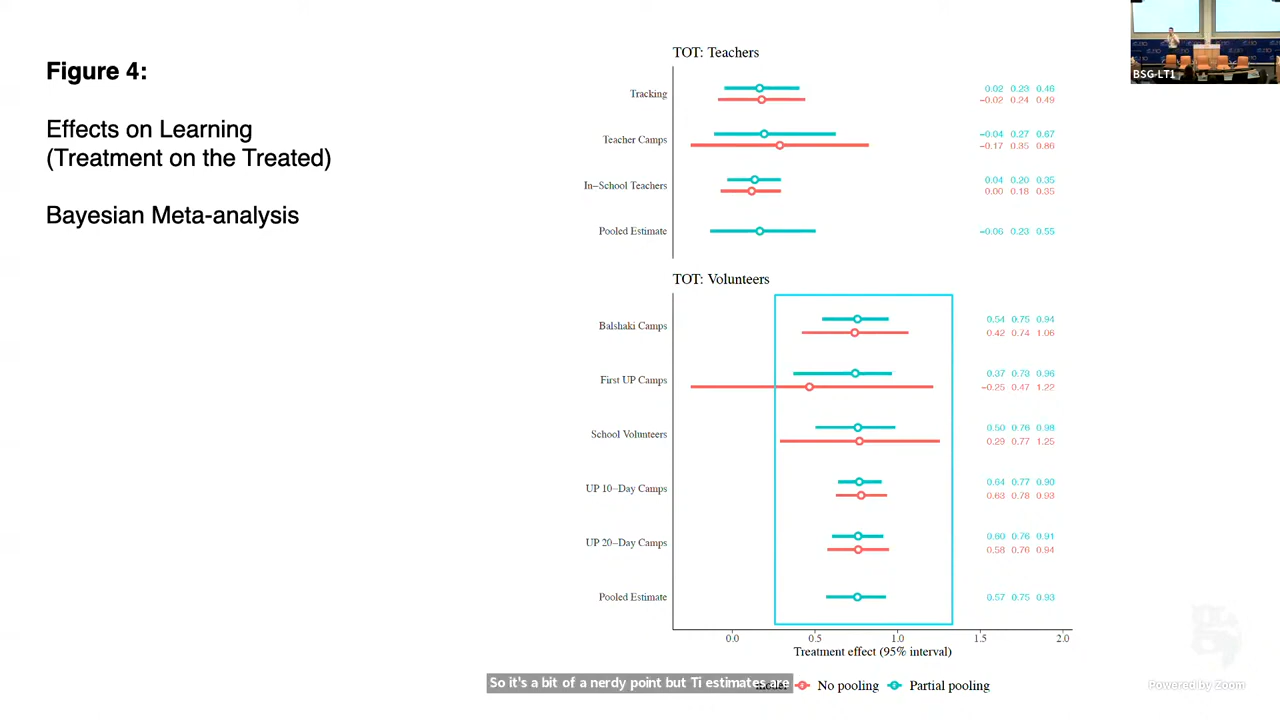 Figure 4:
Effects on Learning
(Treatment on the Treated)
Bayesian Meta-analysis
BSG-LT1
TOT: Teachers
Tracking
0.02 0.23 0.46
−0.02 0.24 0.49
Teacher Camps
−0.04 0.27 0.67
−0.17 0.35 0.86
In−School Teachers
0.04 0.20 0.35
0.00 0.18 0.35
Pooled Estimate
−0.06 0.23 0.55
TOT: Volunteers
Balshaki Camps
0.54 0.75 0.94
0.42 0.74 1.06
First UP Camps
0.37 0.73 0.96
−0.25 0.47 1.22
School Volunteers
0.50 0.76 0.98
0.29 0.77 1.25
UP 10−Day Camps
0.64 0.77 0.90
0.63 0.78 0.93
UP 20−Day Camps
0.60 0.76 0.91
0.58 0.76 0.94
Pooled Estimate
0.57 0.75 0.93
0.0 0.5 1.0 1.5 2.0
Treatment effect (95% interval)
So it's a bit of a nerdy point but Ti estimates are
No pooling Partial pooling
Powered by Zoom